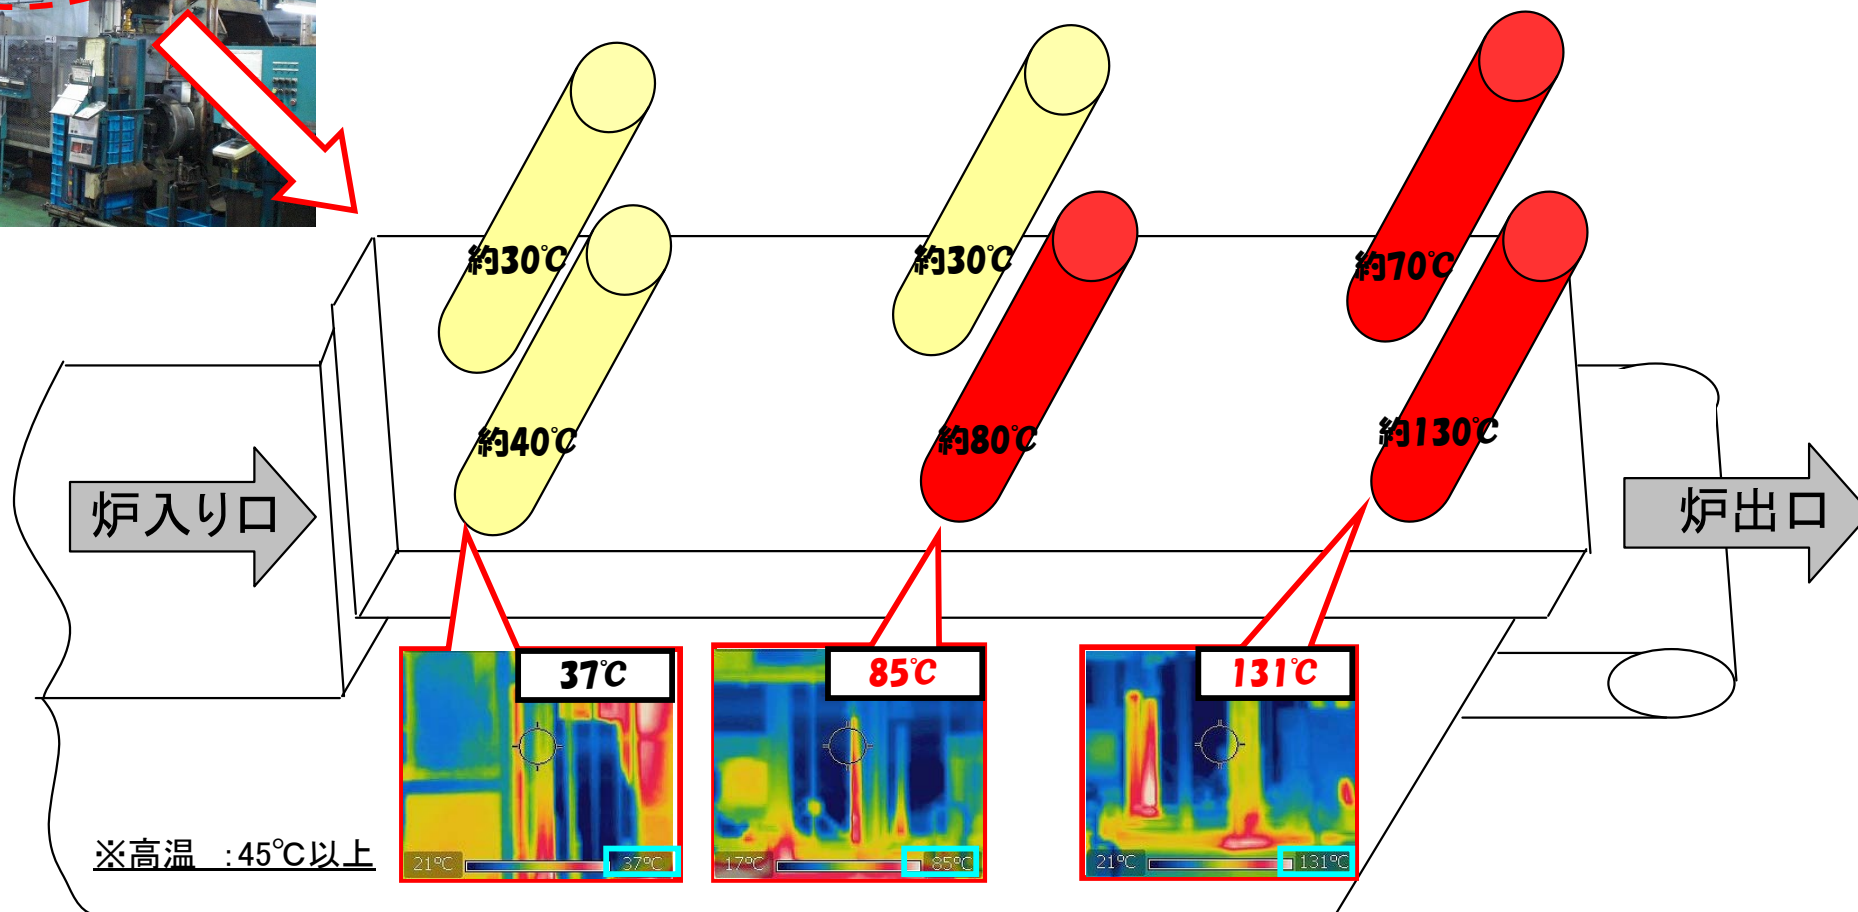 約30℃
約30℃
約70℃
約40℃
約80℃
約130℃
炉入り口
炉出口
37℃
85℃
131℃
21℃
37℃
17℃
85℃
21℃
131℃
※高温　:45℃以上